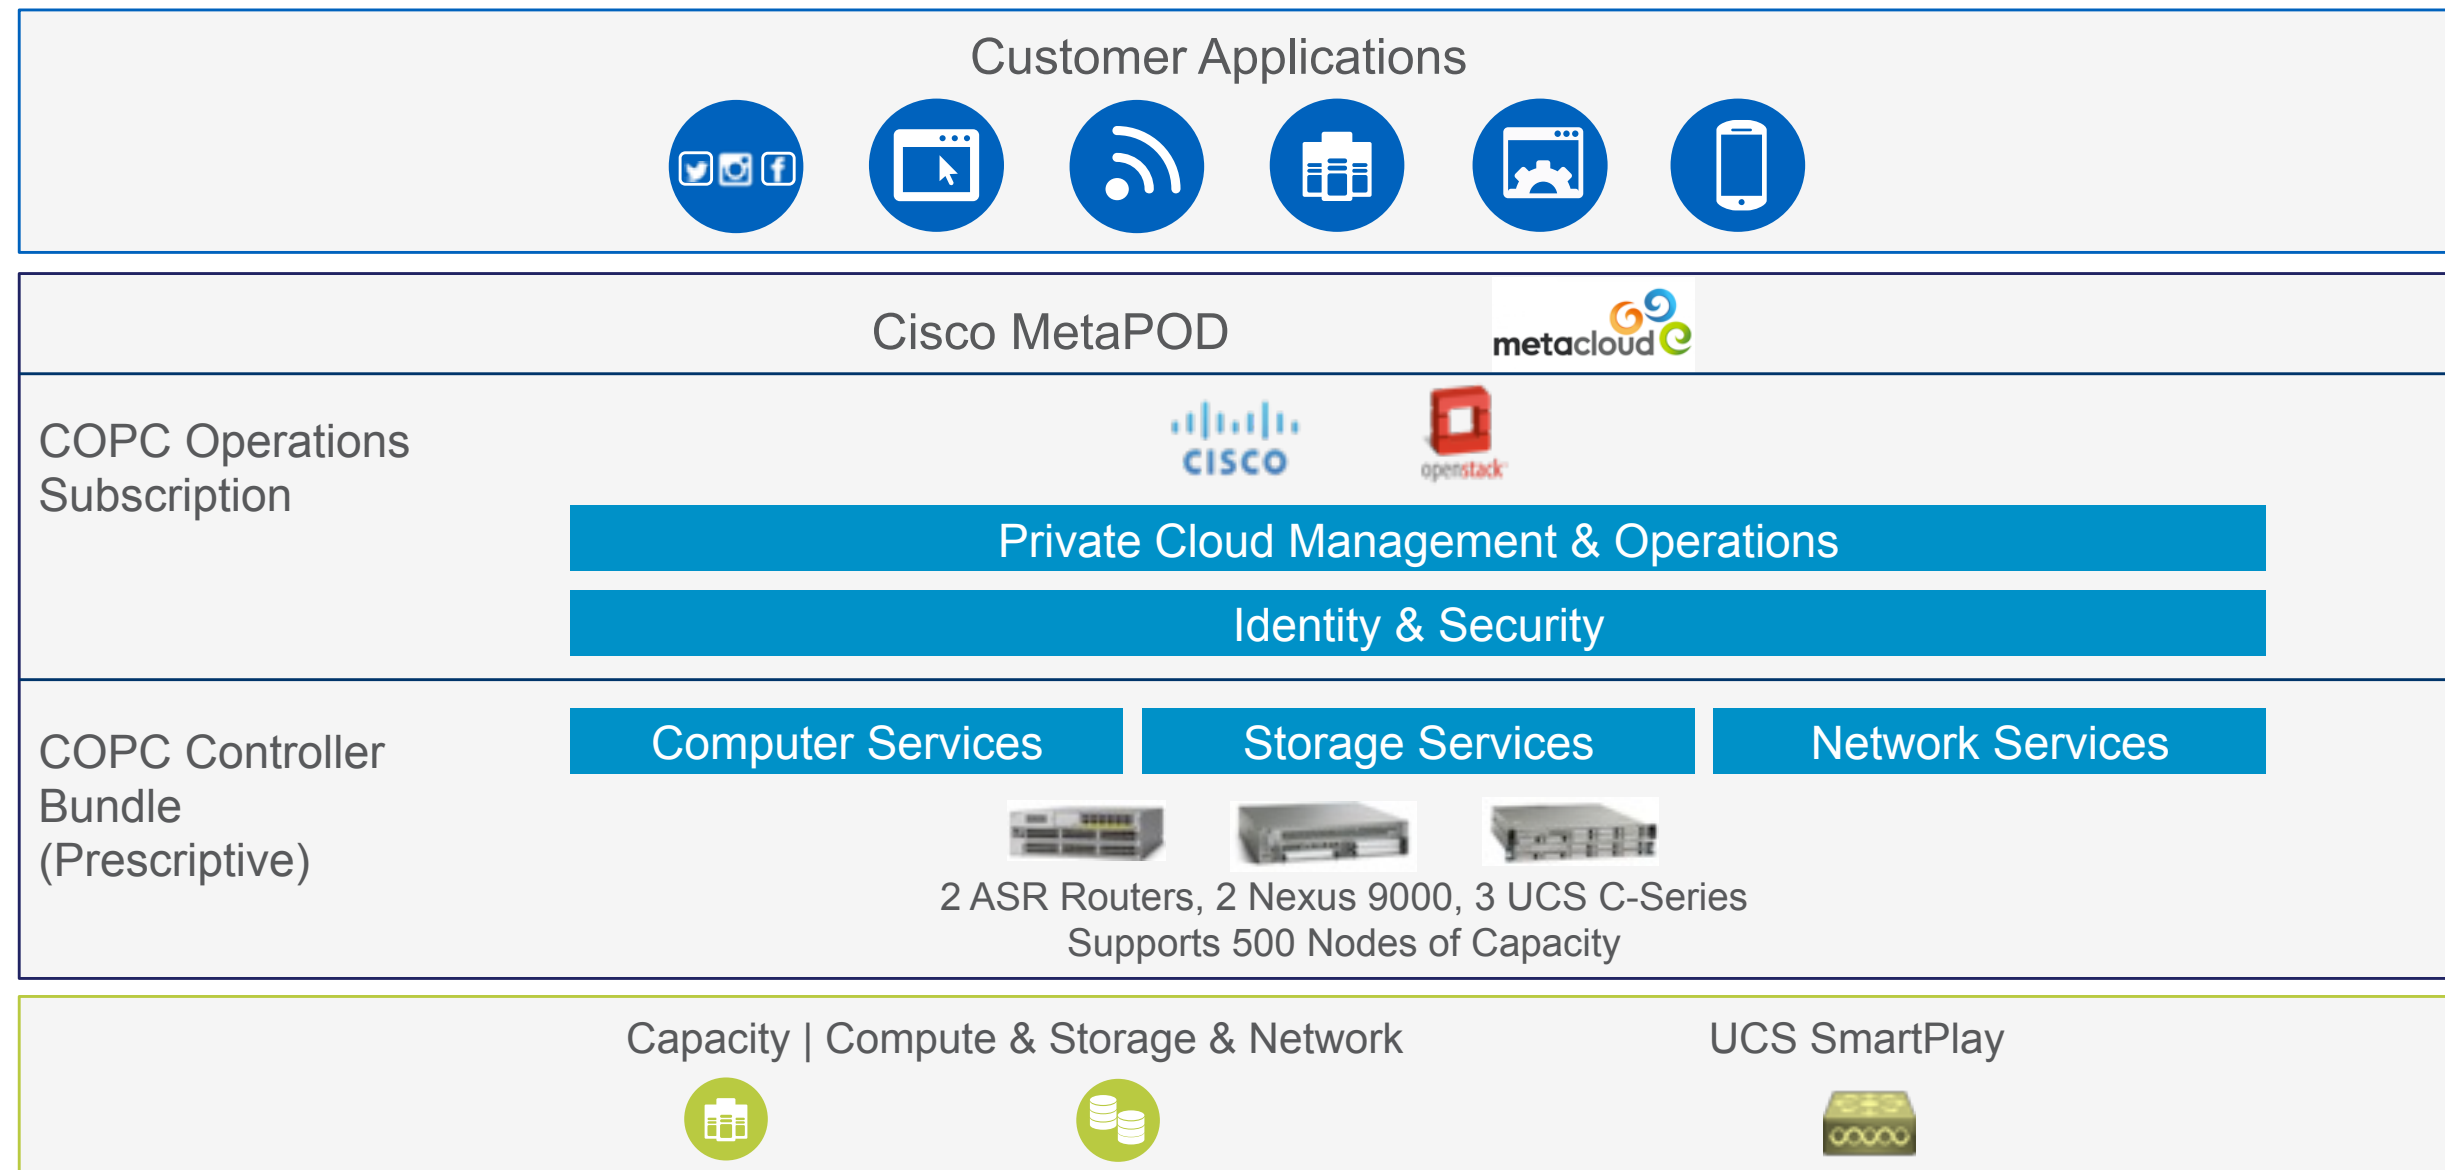 Customer Applications
Cisco MetaPOD
metacloud
COPC Operations
Subscription
CISCO
openstack
Private Cloud Management & Operations
Identity & Security
COPC Controller
Bundle
(Prescriptive)
Computer Services
Storage Services
Network Services
2 ASR Routers, 2 Nexus 9000, 3 UCS C-Series
Supports 500 Nodes of Capacity
Capacity | Compute & Storage & Network
UCS SmartPlay